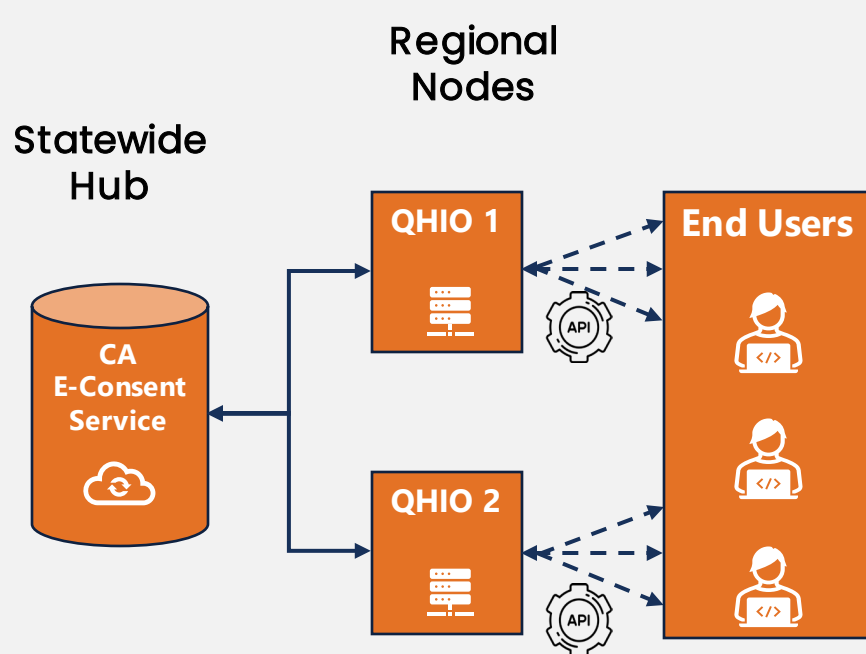 Regional
Nodes
Statewide
Hub
QHIO 1
End Users
API
</>
CA
E-Consent
Service
</>
QHIO 2
</>
API